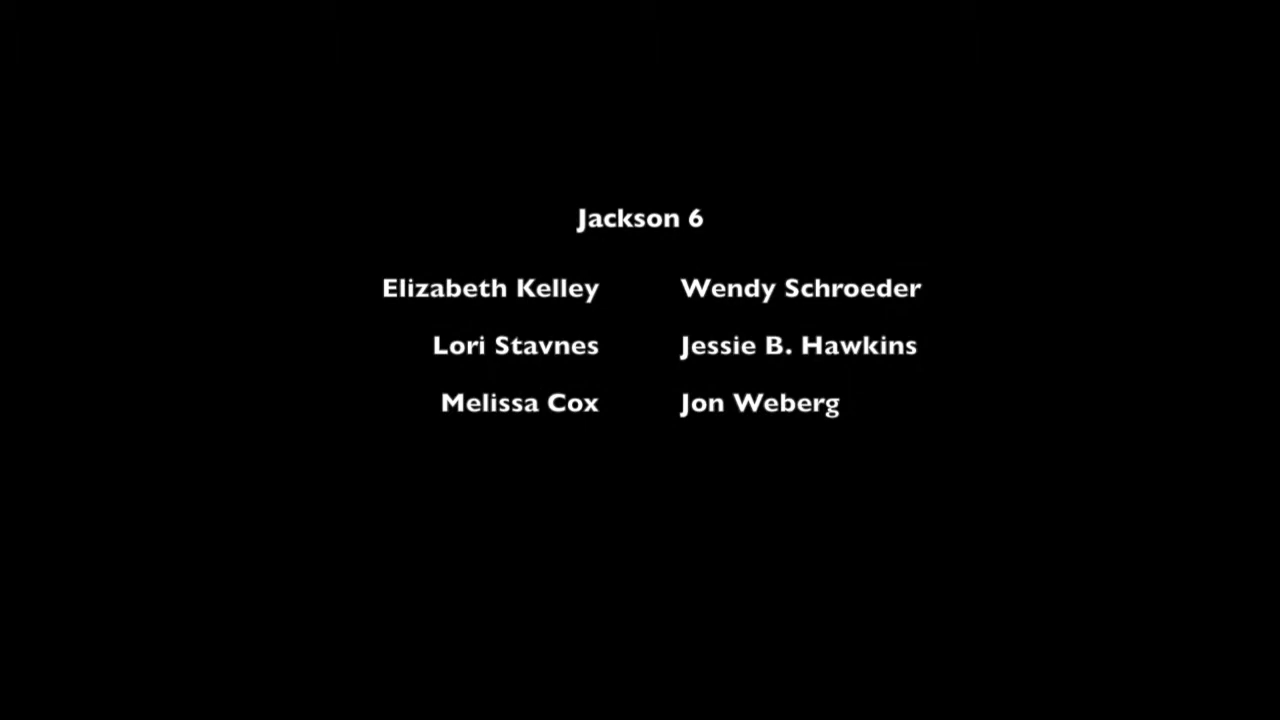 Jackson 6
Elizabeth Kelley Wendy Schroeder
Lori Stavnes Jessie B. Hawkins
Melissa Cox Jon Weberg